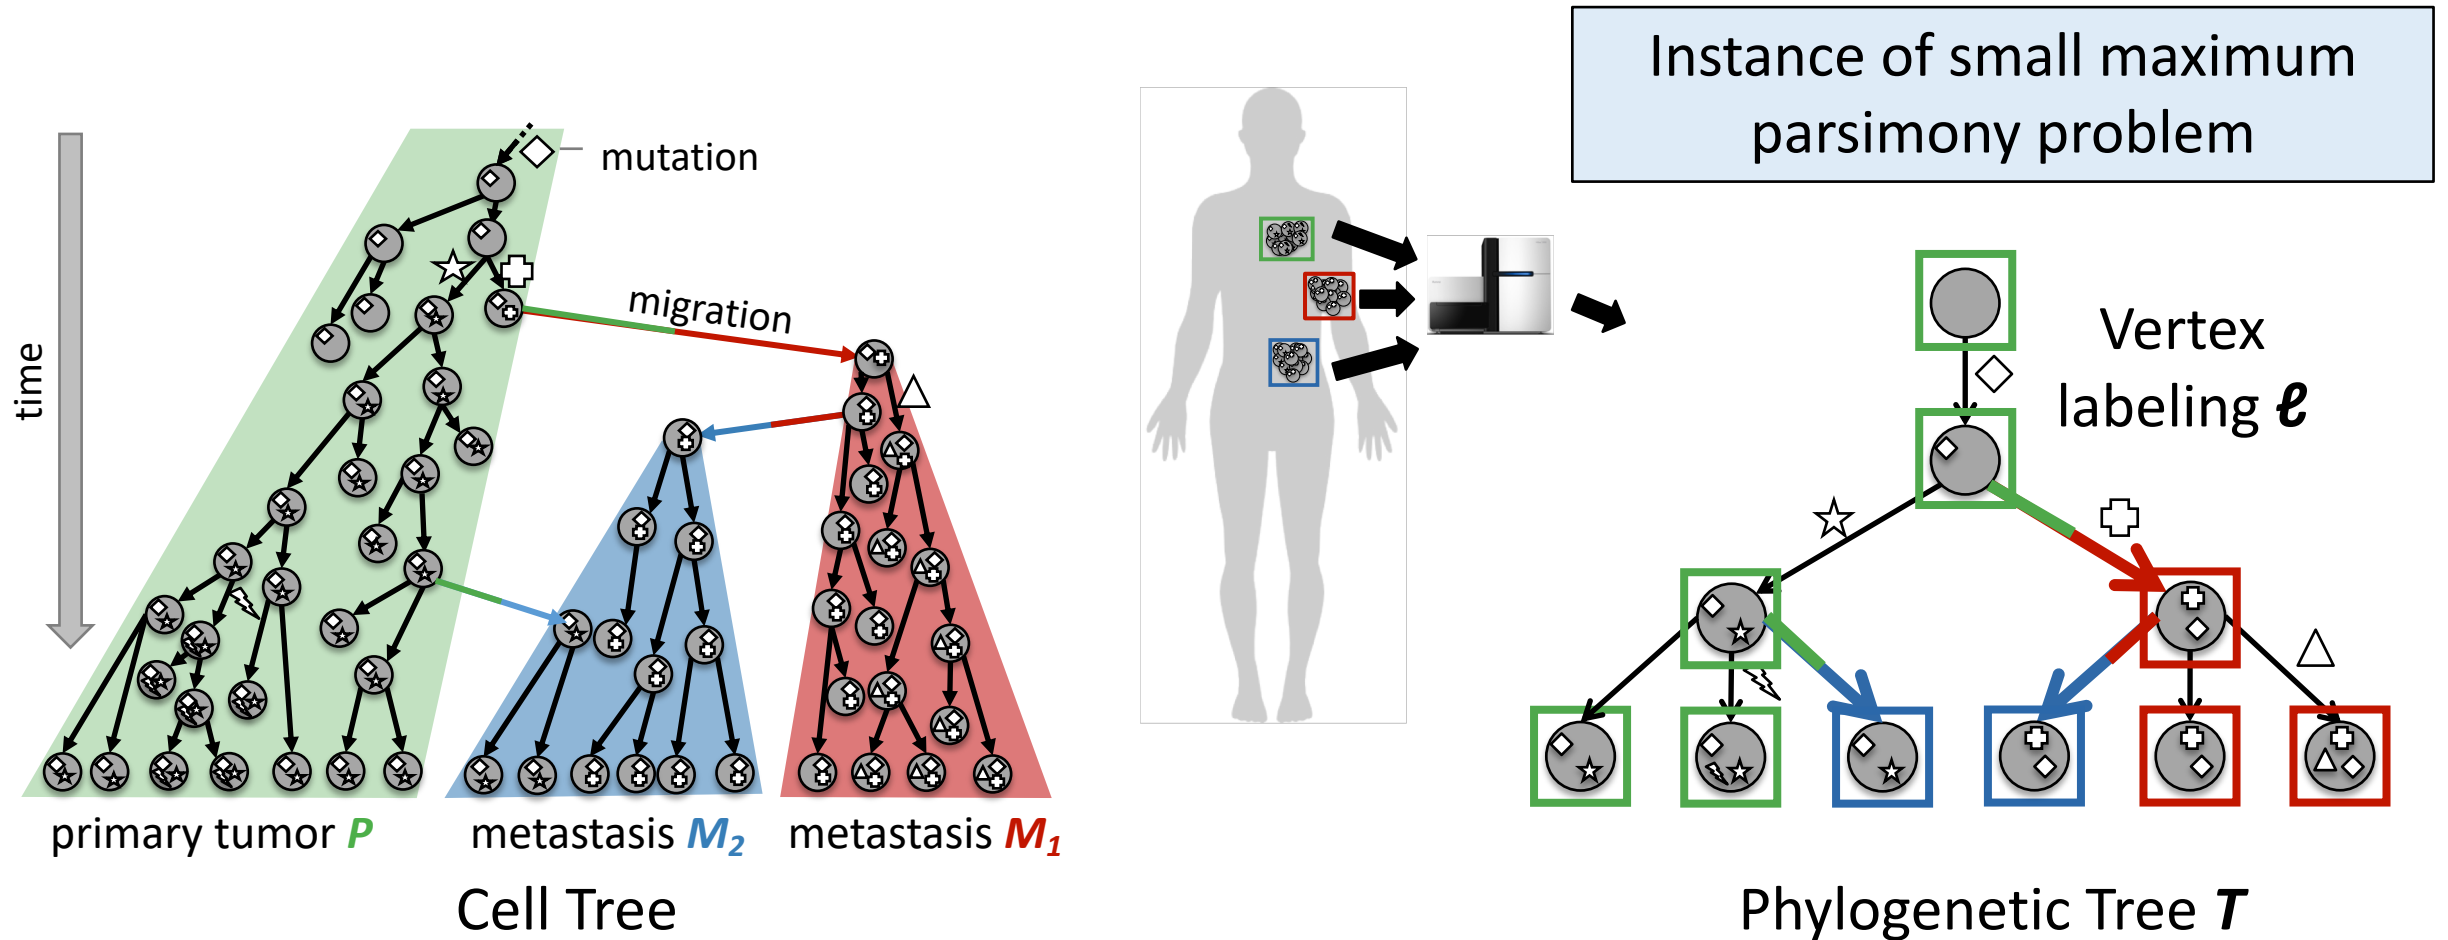 Instance of small maximum
parsimony problem
mutation
time
migration
Vertex
labeling ℓ
primary tumor P
metastasis M₂
metastasis M₁
Cell Tree
Phylogenetic Tree T